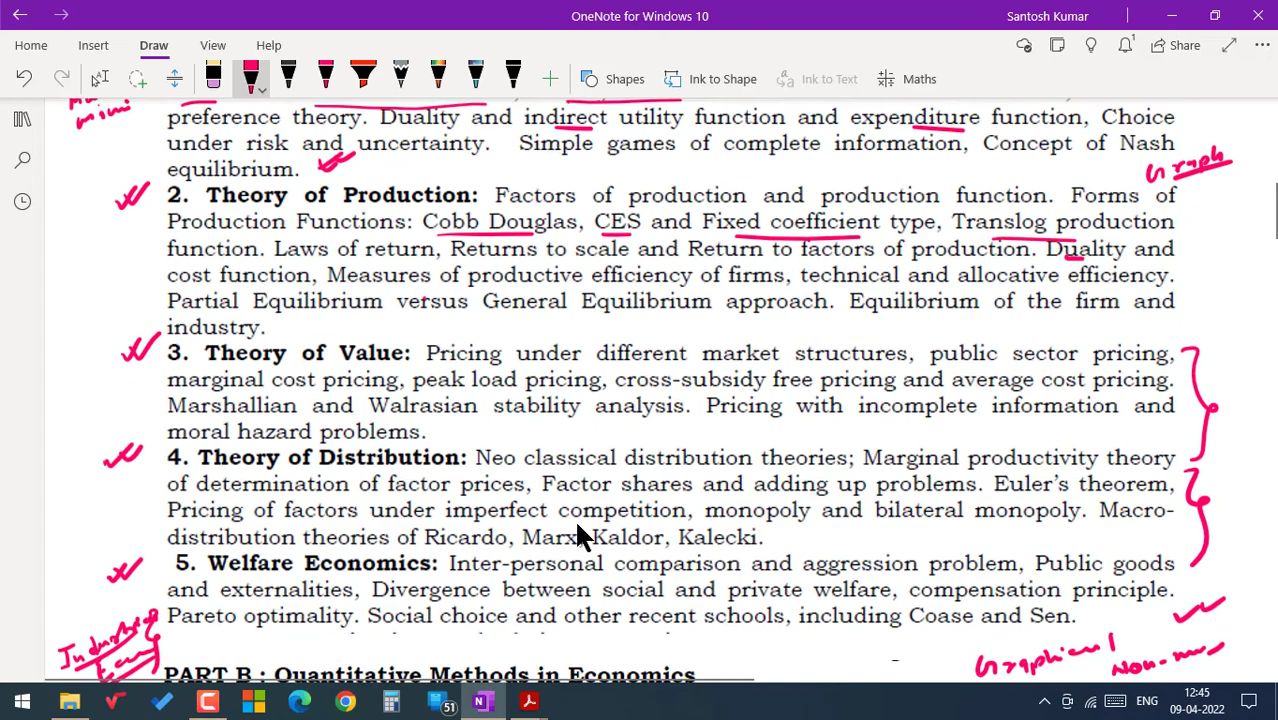 OneNote for Windows 10
Santosh Kumar
Home Insert Draw View Help
Share
Shapes Ink to Shape Ink to Text Maths
preference theory. Duality and indirect utility function and expenditure function, Choice
under risk and uncertainty. Simple games of complete information, Concept of Nash
equilibrium.
Graph
2. Theory of Production: Factors of production and production function. Forms of
Production Functions: Cobb Douglas, CES and Fixed coefficient type, Translog production
function. Laws of return, Returns to scale and Return to factors of production. Duality and
cost function, Measures of productive efficiency of firms, technical and allocative efficiency.
Partial Equilibrium versus General Equilibrium approach. Equilibrium of the firm and
industry.
3. Theory of Value: Pricing under different market structures, public sector pricing,
marginal cost pricing, peak load pricing, cross-subsidy free pricing and average cost pricing.
Marshallian and Walrasian stability analysis. Pricing with incomplete information and
moral hazard problems.
4. Theory of Distribution: Neo classical distribution theories; Marginal productivity theory
of determination of factor prices, Factor shares and adding up problems. Euler's theorem,
Pricing of factors under imperfect competition, monopoly and bilateral monopoly. Macro-
distribution theories of Ricardo, Marx, Kaldor, Kalecki.
5. Welfare Economics: Inter-personal comparison and aggression problem, Public goods
and externalities, Divergence between social and private welfare, compensation principle.
Pareto optimality. Social choice and other recent schools, including Coase and Sen.
Graphical
PART B : Quantitative Methods in Economics
51
ENG
12:45
09-04-2022